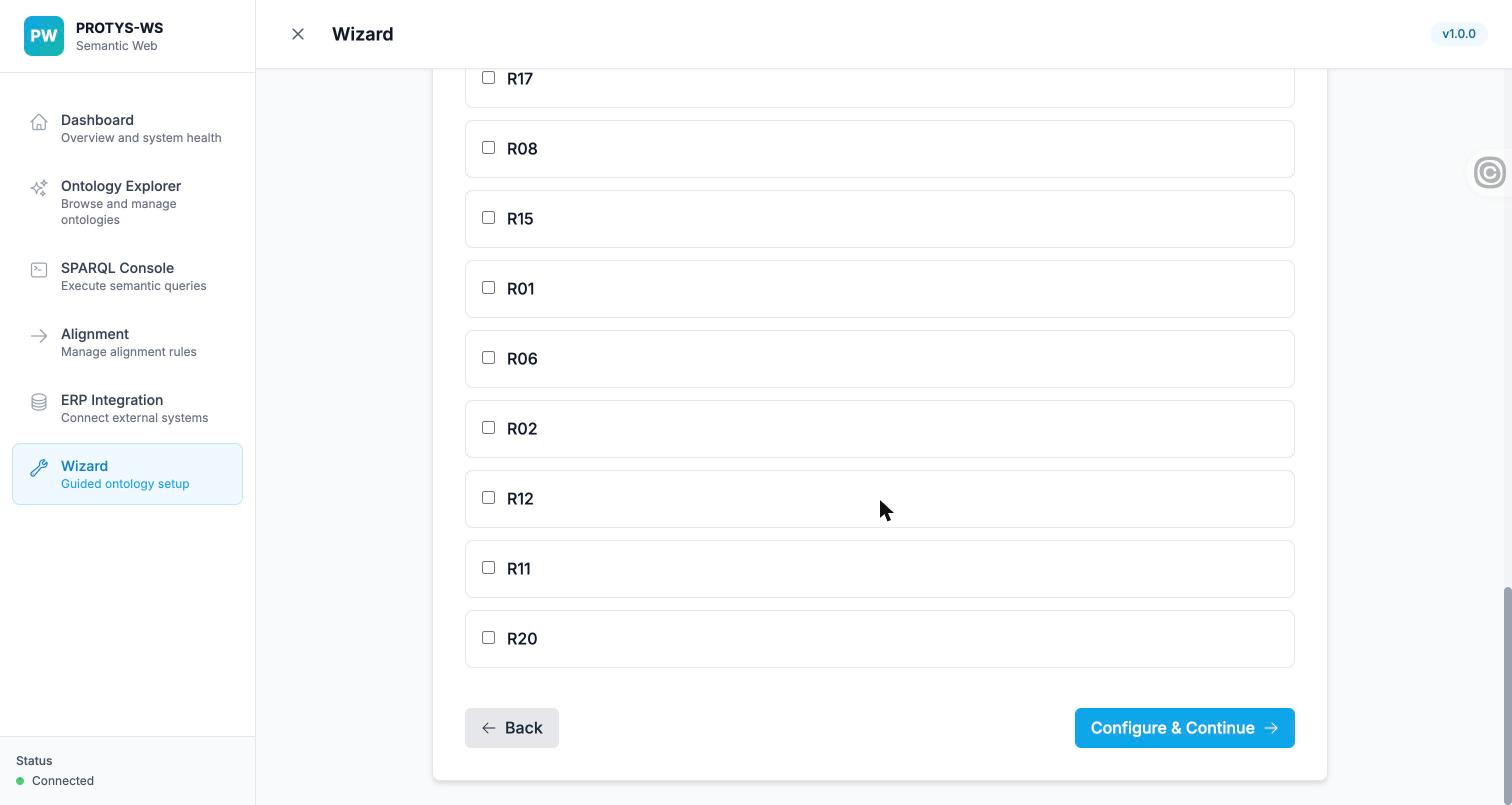 PW
PROTYS-WS
Semantic Web
Wizard
v1.0.0
Dashboard
Overview and system health
Ontology Explorer
Browse and manage
ontologies
SPARQL Console
Execute semantic queries
Alignment
Manage alignment rules
ERP Integration
Connect external systems
Wizard
Guided ontology setup
Status
Connected
R17
R08
R15
R01
R06
R02
R12
R11
R20
Back
Configure & Continue